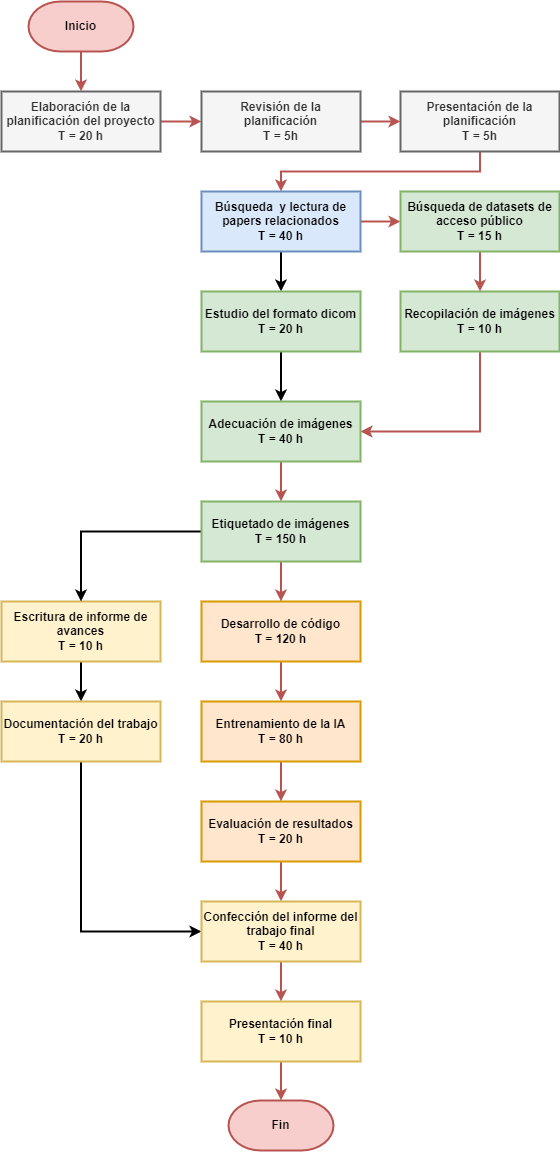 Inicio
Elaboración de la
planificación del proyecto
T = 20 h
Revisión de la
planificación
T = 5h
Presentación de la
planificación
T = 5h
Búsqueda y lectura de
papers relacionados
T = 40 h
Búsqueda de datasets de
acceso público
T = 15 h
Estudio del formato dicom
T = 20 h
Recopilación de imágenes
T = 10 h
Adecuación de imágenes
T = 40 h
Etiquetado de imágenes
T = 150 h
Escritura de informe de
avances
T = 10 h
Desarrollo de código
T = 120 h
Documentación del trabajo
T = 20 h
Entrenamiento de la IA
T = 80 h
Evaluación de resultados
T = 20 h
Confección del informe del
trabajo final
T = 40 h
Presentación final
T = 10 h
Fin